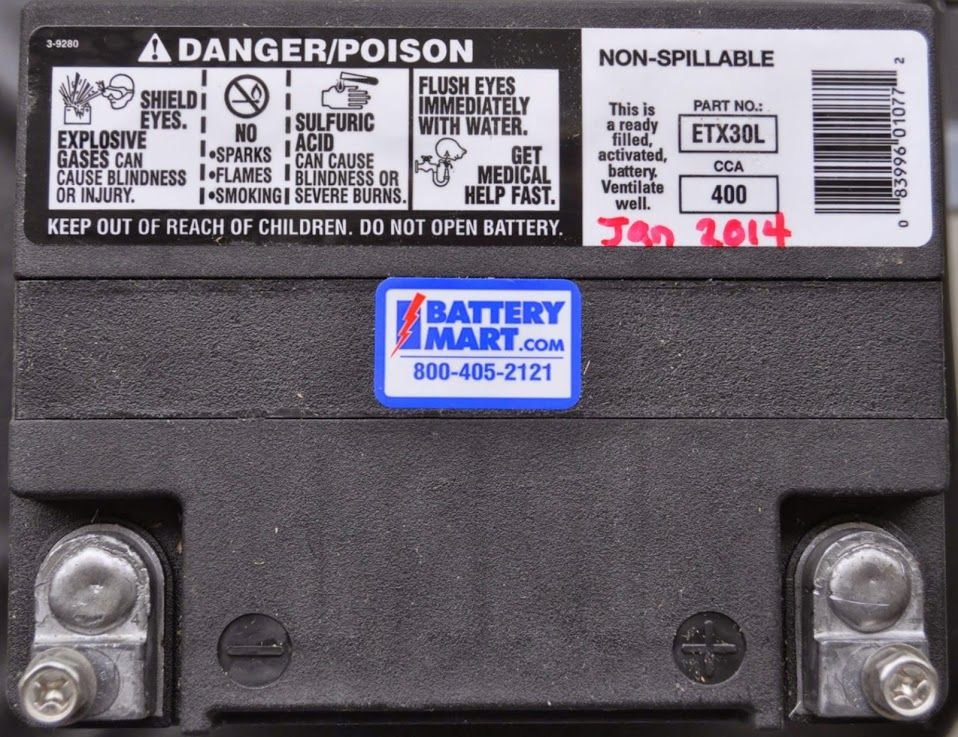 3-9280
DANGER/POISON
SHIELD
EYES.
EXPLOSIVE
GASES CAN
CAUSE BLINDNESS
OR INJURY.
NO
•SPARKS
•FLAMES
•SMOKING
SULFURIC
ACID
CAN CAUSE
BLINDNESS OR
SEVERE BURNS.
FLUSH EYES
IMMEDIATELY
WITH WATER.
GET
MEDICAL
HELP FAST.
KEEP OUT OF REACH OF CHILDREN. DO NOT OPEN BATTERY.
NON-SPILLABLE
This is
a ready
filled,
activated,
battery.
Ventilate
well.
PART NO.:
ETX30L
CCA
400
Jan 2014
0 83996 01077 2
BATTERY
MART.COM
800-405-2121